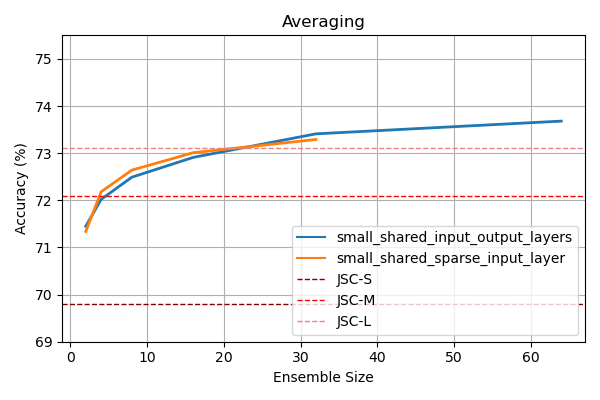 Averaging
75
74
73
72
71
70
69
Accuracy (%)
small_shared_input_output_layers
small_shared_sparse_input_layer
JSC-S
JSC-M
JSC-L
0 10 20 30 40 50 60
Ensemble Size